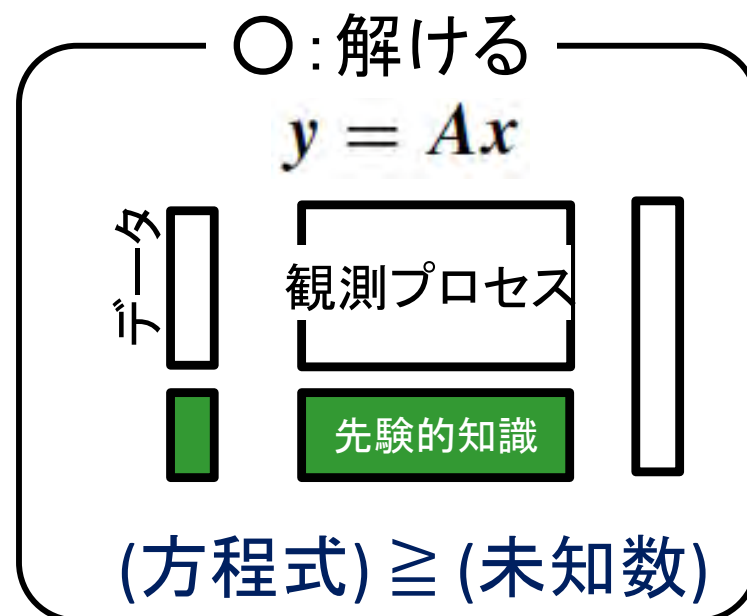 〇:解ける
y = Ax
データ
観測プロセス
先験的知識
(方程式) ≧ (未知数)